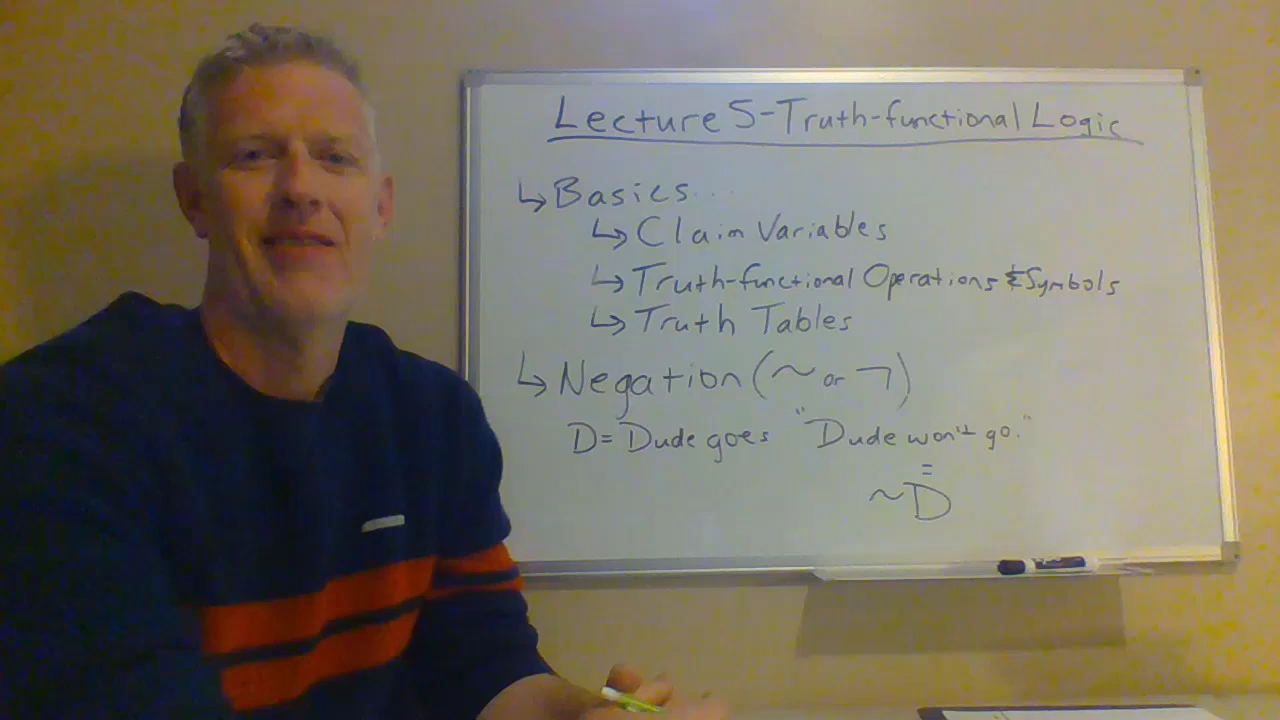 Lecture 5-Truth-functional Logic
↳ Basics...
↳ Claim Variables
↳ Truth-functional Operations & Symbols
↳ Truth Tables
↳ Negation (~ or ¬)
D= Dude goes "Dude won't go."
=
~D